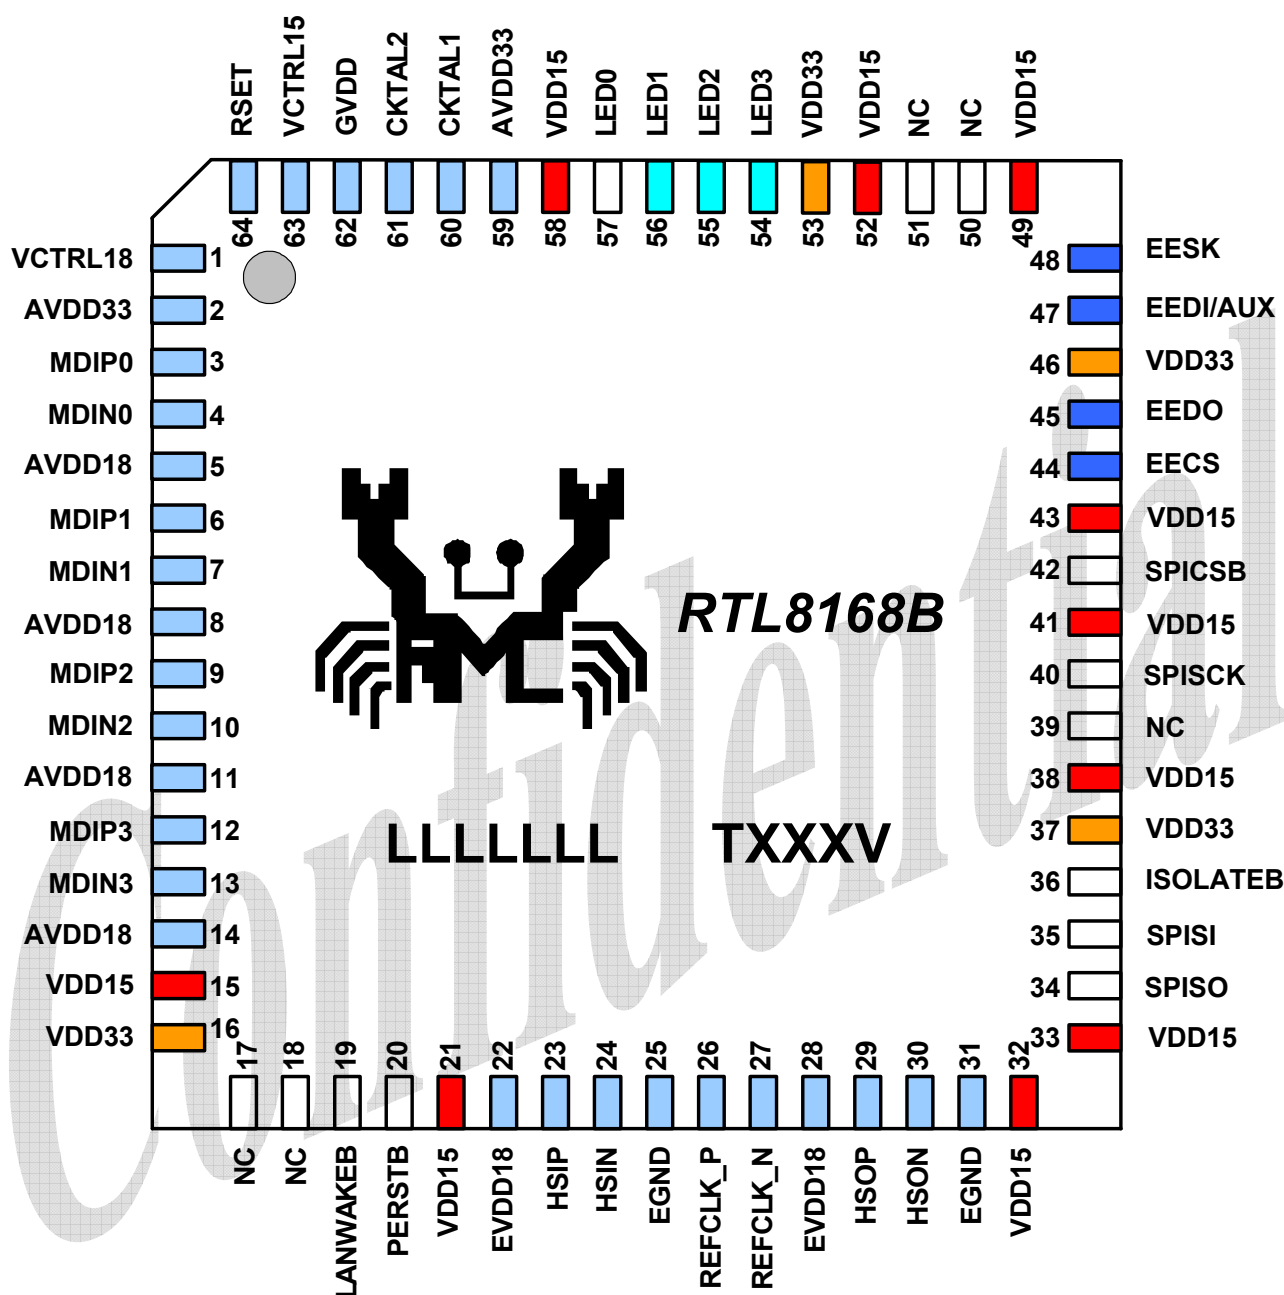 RSET
VCTRL15
GVDD
CKTAL2
CKTAL1
AVDD33
VDD15
LED0
LED1
LED2
LED3
VDD33
VDD15
NC
NC
VDD15
64
63
62
61
60
59
58
57
56
55
54
53
52
51
50
49
VCTRL18 1
AVDD33 2
MDIP0 3
MDIN0 4
AVDD18 5
MDIP1 6
MDIN1 7
AVDD18 8
MDIP2 9
MDIN2 10
AVDD18 11
MDIP3 12
MDIN3 13
AVDD18 14
VDD15 15
VDD33 16
48 EESK
47 EEDI/AUX
46 VDD33
45 EEDO
44 EECS
43 VDD15
42 SPICSB
41 VDD15
40 SPISCK
39 NC
38 VDD15
37 VDD33
36 ISOLATEB
35 SPISI
34 SPISO
33 VDD15
RTL8168B
LLLLLLL TXXXV
17
18
19
20
21
22
23
24
25
26
27
28
29
30
31
32
NC
NC
LANWAKEB
PERSTB
VDD15
EVDD18
HSIP
HSIN
EGND
REFCLK_P
REFCLK_N
EVDD18
HSOP
HSON
EGND
VDD15
Confidential